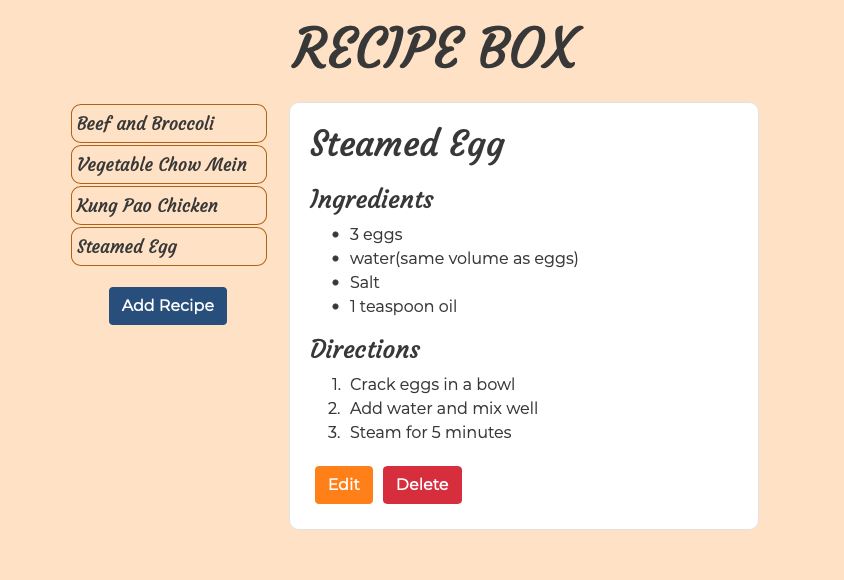 RECIPE BOX
Beef and Broccoli
Vegetable Chow Mein
Kung Pao Chicken
Steamed Egg
Add Recipe
Steamed Egg
Ingredients
• 3 eggs
• water(same volume as eggs)
• Salt
• 1 teaspoon oil
Directions
1. Crack eggs in a bowl
2. Add water and mix well
3. Steam for 5 minutes
Edit Delete